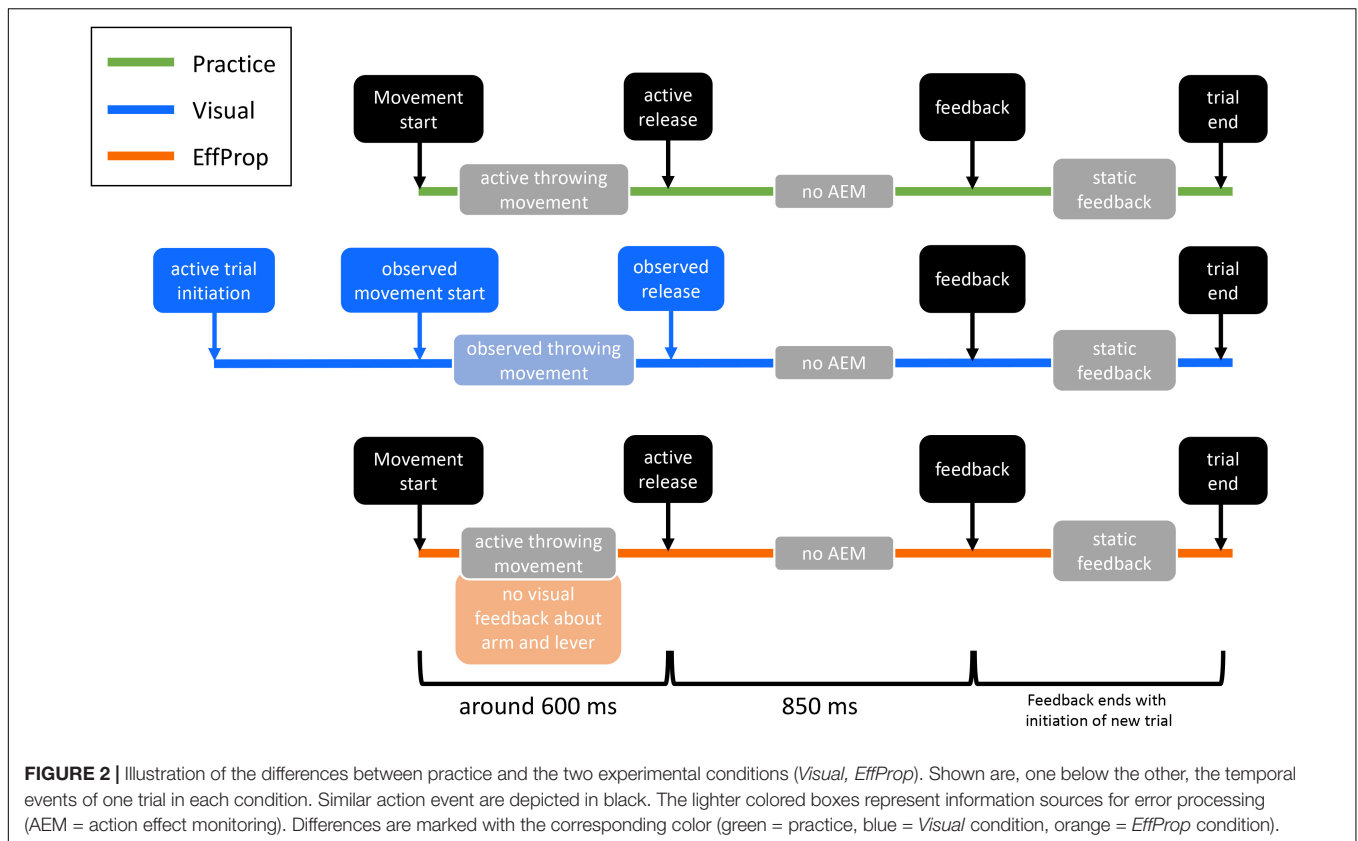 Practice
Visual
EffProp
Movement
start
active
release
feedback
trial
end
active throwing
movement
no AEM
static
feedback
active trial
initiation
observed
movement start
observed
release
feedback
trial
end
observed throwing
movement
no AEM
static
feedback
Movement
start
active
release
feedback
trial
end
active throwing
movement
no AEM
static
feedback
no visual
feedback about
arm and lever
around 600 ms
850 ms
Feedback ends with
initiation of new trial
FIGURE 2 | Illustration of the differences between practice and the two experimental conditions (Visual, EffProp). Shown are, one below the other, the temporal
events of one trial in each condition. Similar action event are depicted in black. The lighter colored boxes represent information sources for error processing
(AEM = action effect monitoring). Differences are marked with the corresponding color (green = practice, blue = Visual condition, orange = EffProp condition).